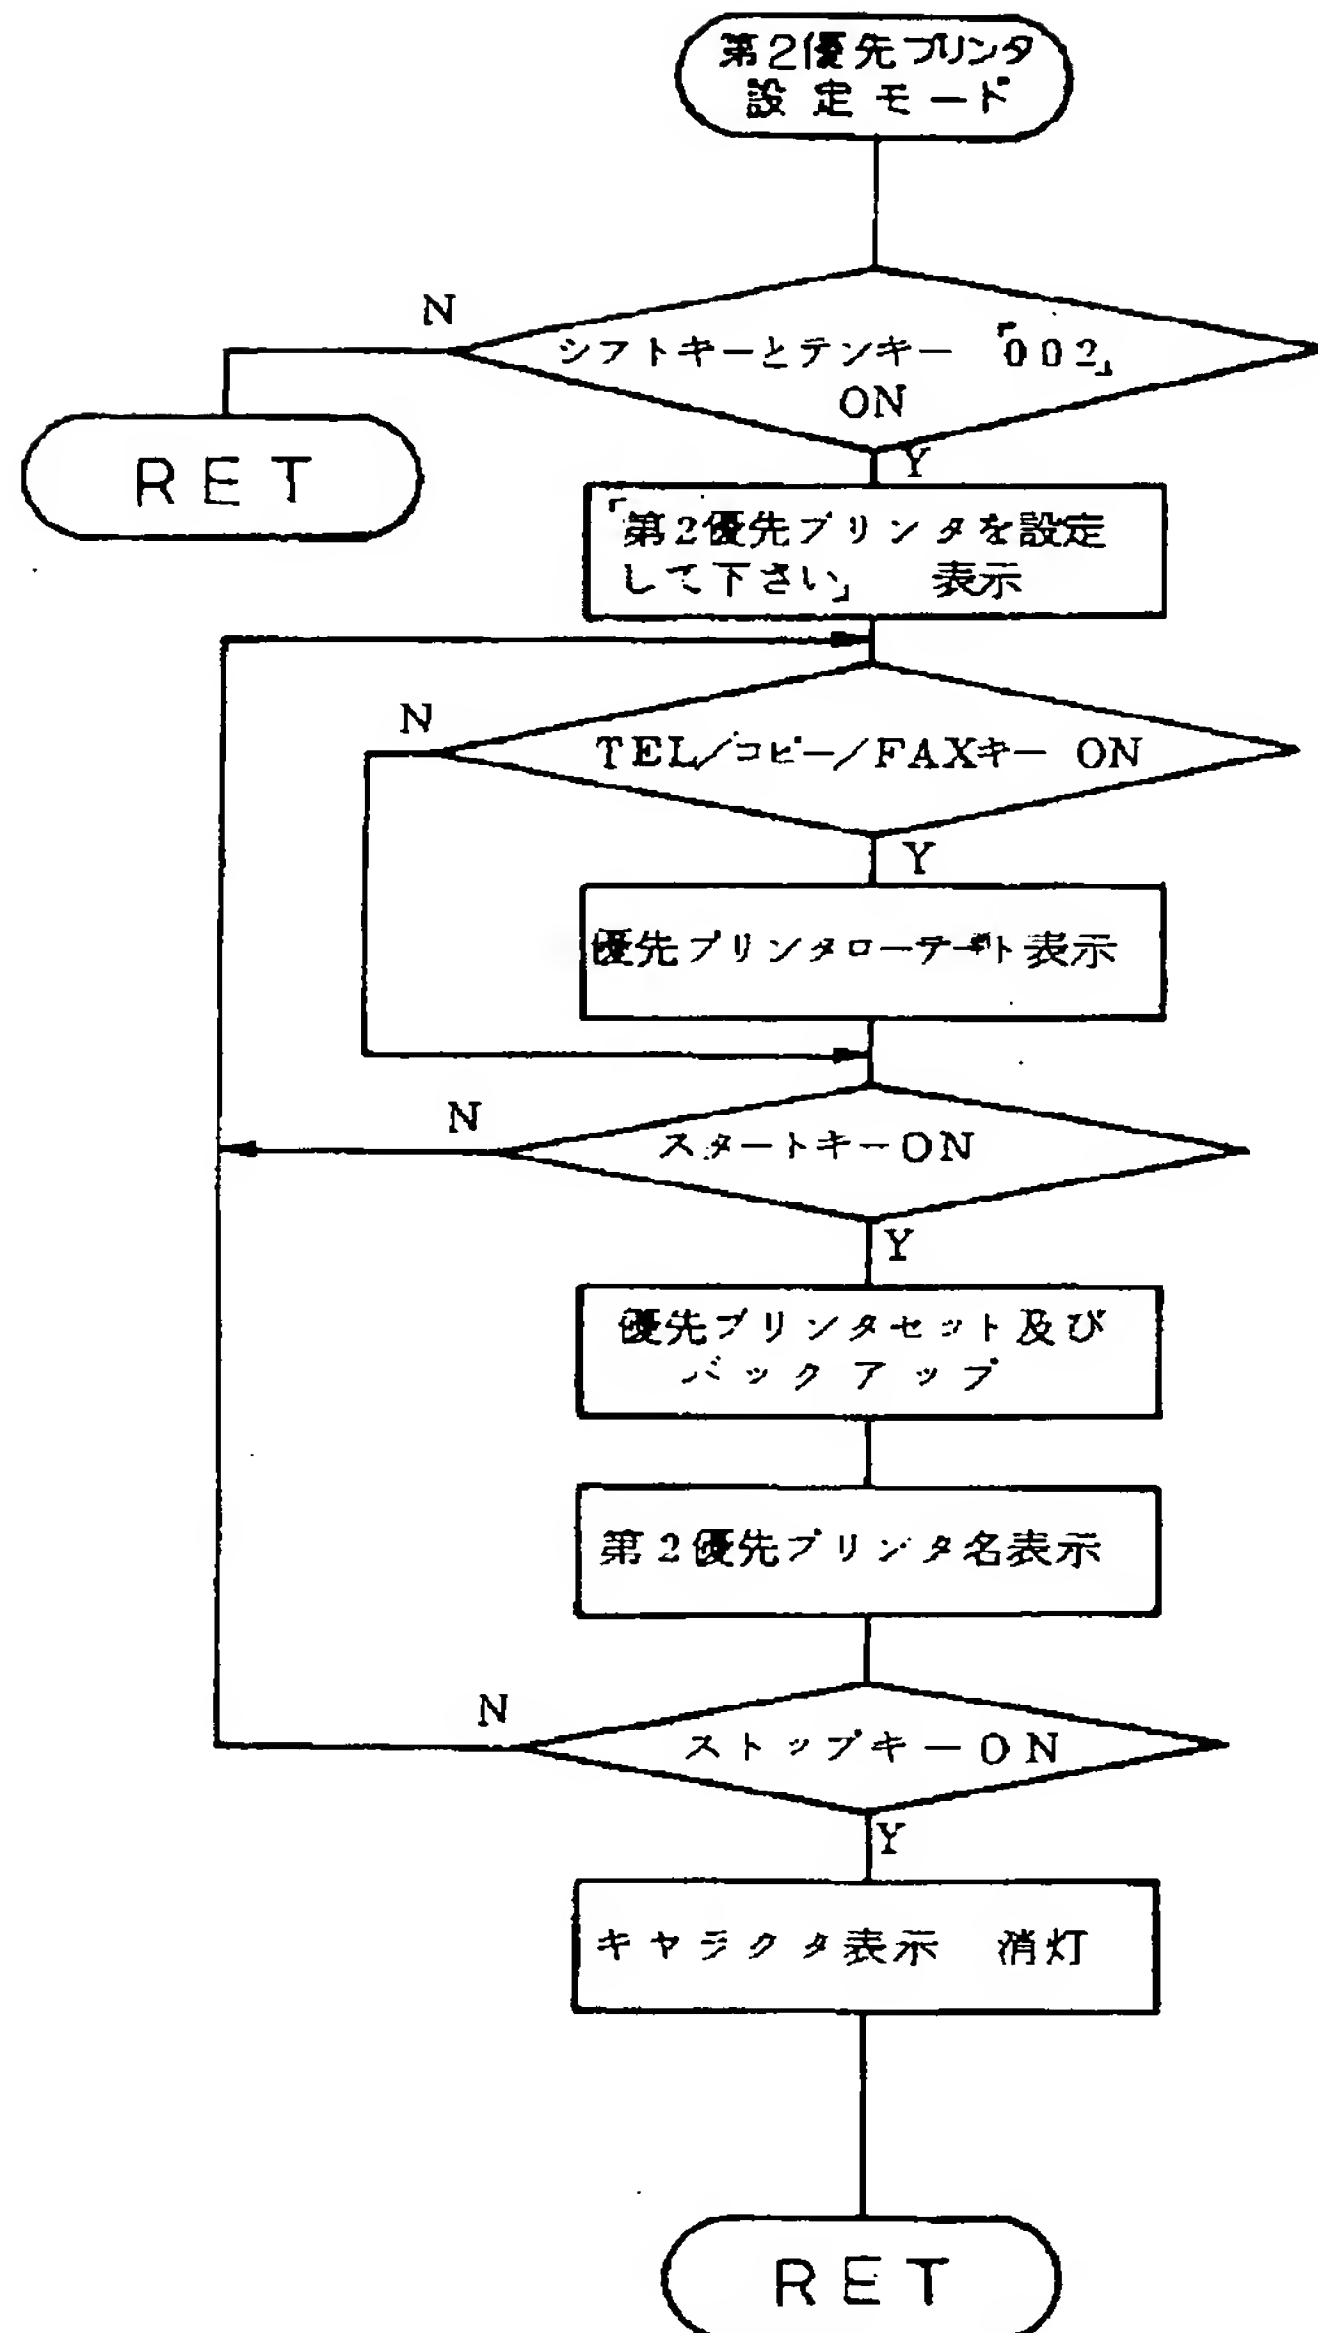 第2優先プリンタ
設定モード
N
シフトキーとテンキー「002」
ON
RET
Y
「第2優先プリンタを設定
して下さい」 表示
N
TEL/コピー/FAXキー ON
Y
優先プリンタローテート表示
N
スタートキーON
Y
優先プリンタセット及び
バックアップ
第2優先プリンタ名表示
N
ストップキーON
Y
キャラクタ表示 消灯
RET